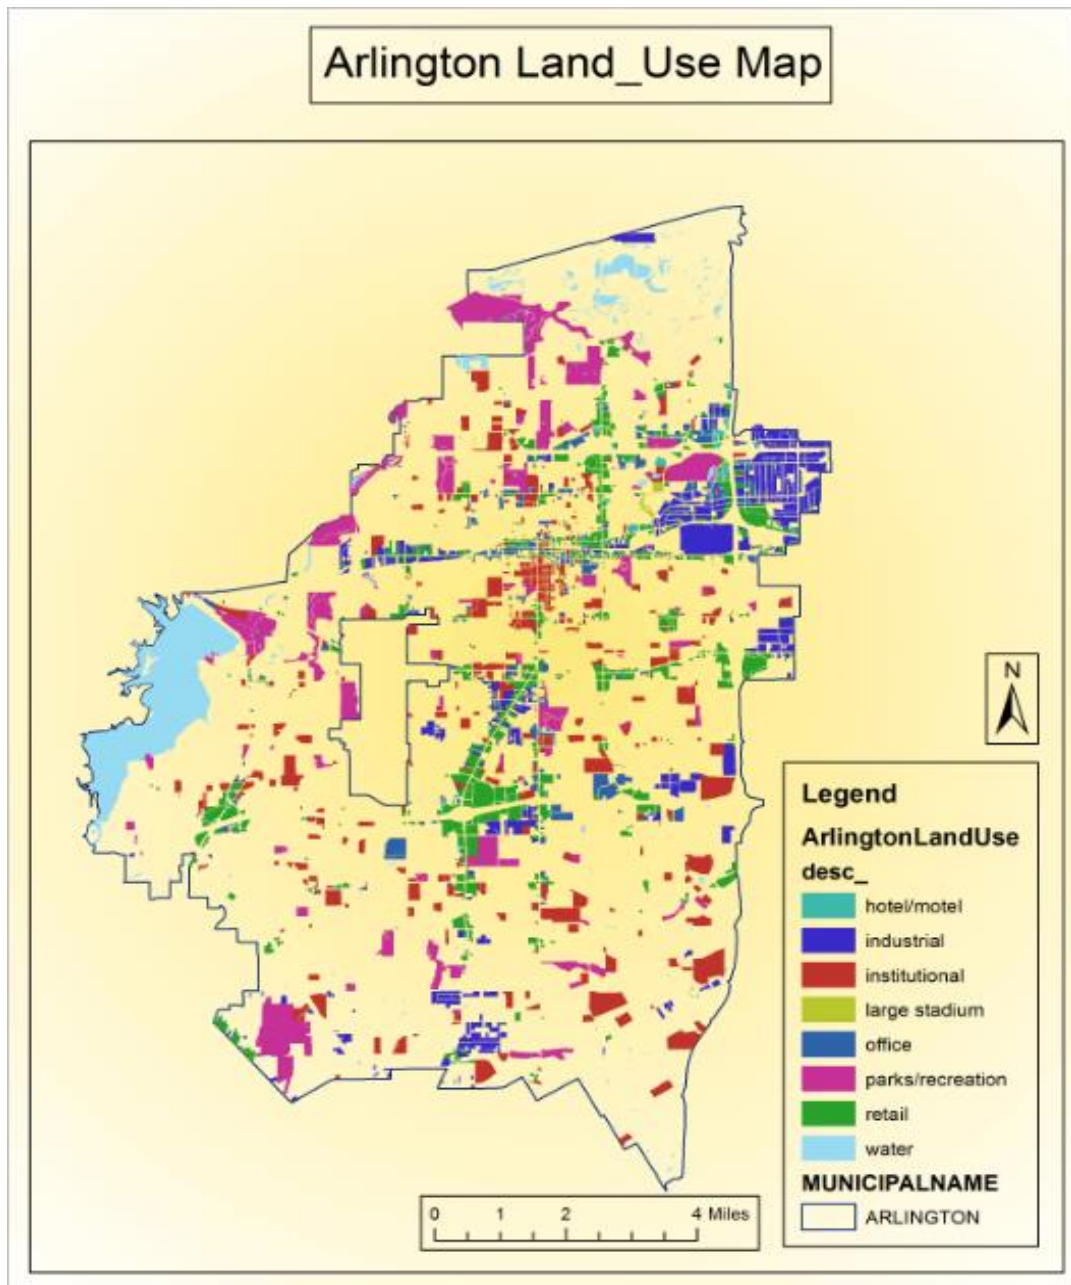 Arlington Land_Use Map
N
Legend
ArlingtonLandUse
desc_
hotel/motel
industrial
institutional
large stadium
office
parks/recreation
retail
water
MUNICIPALNAME
ARLINGTON
0 1 2 4 Miles